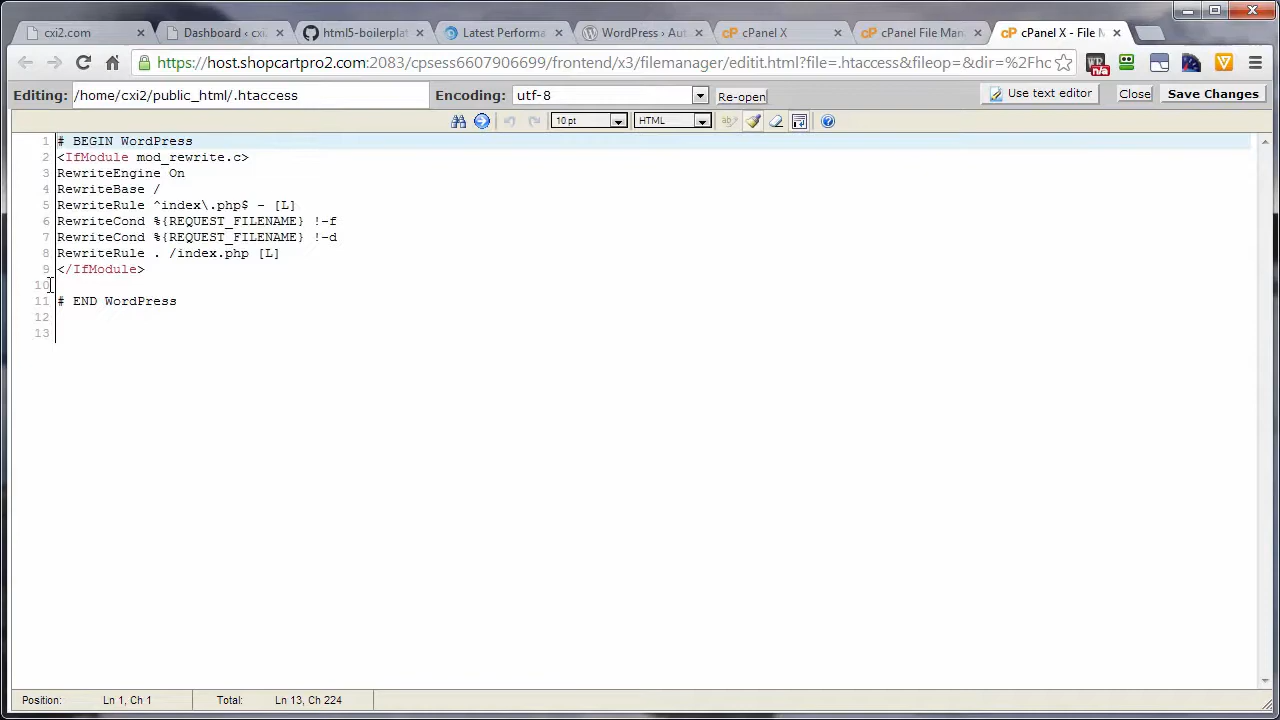 cxi2.com
Dashboard ‹ cxi
html5-boilerplat
Latest Performa
WordPress › Aut
cPanel X
cPanel File Man
cPanel X - File M
https://host.shopcartpro2.com:2083/cpsess6607906699/frontend/x3/filemanager/editit.html?file=.htaccess&fileop=&dir=%2Fhc
n/a
Editing: /home/cxi2/public_html/.htaccess Encoding: utf-8 Re-open Use text editor Close Save Changes
10 pt HTML
1 # BEGIN WordPress
2 <IfModule mod_rewrite.c>
3 RewriteEngine On
4 RewriteBase /
5 RewriteRule ^index\.php$ - [L]
6 RewriteCond %{REQUEST_FILENAME} !-f
7 RewriteCond %{REQUEST_FILENAME} !-d
8 RewriteRule . /index.php [L]
9 </IfModule>
10
11 # END WordPress
12
13
Position: Ln 1, Ch 1 Total: Ln 13, Ch 224